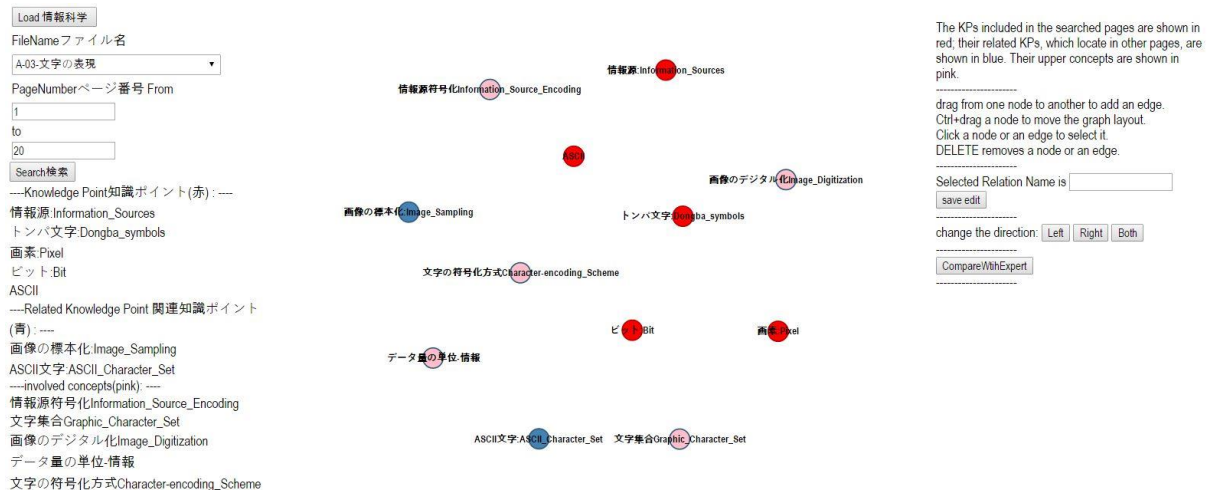 Load 情報科学
FileNameファイル名
A-03-文字の表現
PageNumberページ番号 From
1
to
20
Search検索
----Knowledge Point知識ポイント(赤) : ----
情報源:Information_Sources
トンパ文字:Dongba_symbols
画素:Pixel
ビット:Bit
ASCII
----Related Knowledge Point 関連知識ポイント
(青) : ----
画像の標本化:Image_Sampling
ASCII文字:ASCII_Character_Set
----involved concepts(pink): ----
情報源符号化Information_Source_Encoding
文字集合Graphic_Character_Set
画像のデジタル化Image_Digitization
データ量の単位-情報
文字の符号化方式Character-encoding_Scheme
情報源:Information_Sources
情報源符号化Information_Source_Encoding
ASCII
画像のデジタル化Image_Digitization
画像の標本化:Image_Sampling
トンパ文字:Dongba_symbols
文字の符号化方式Character-encoding_Scheme
ビット:Bit
画素:Pixel
データ量の単位-情報
ASCII文字:ASCII_Character_Set
文字集合Graphic_Character_Set
The KPs included in the searched pages are shown in
red; their related KPs, which locate in other pages, are
shown in blue. Their upper concepts are shown in
pink.
----------------------
drag from one node to another to add an edge.
Ctrl+drag a node to move the graph layout.
Click a node or an edge to select it.
DELETE removes a node or an edge.
----------------------
Selected Relation Name is
save edit
----------------------
change the direction: Left Right Both
----------------------
CompareWtihExpert
----------------------